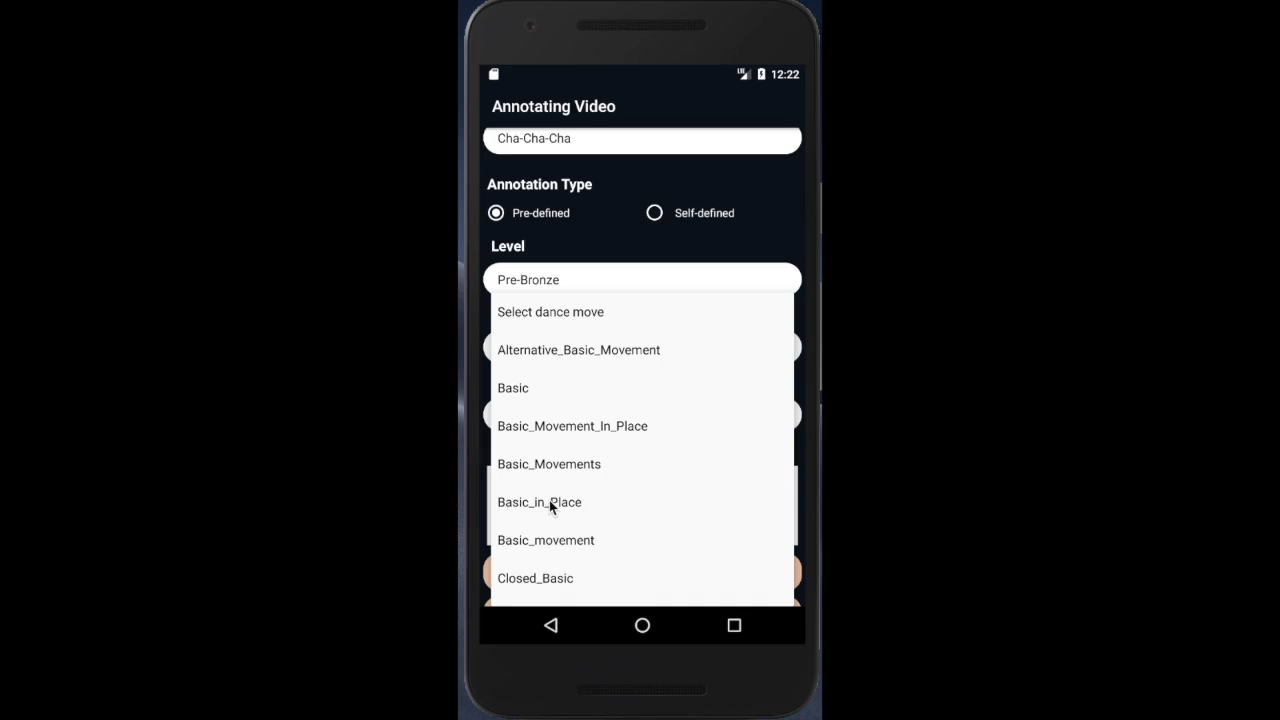 LTE 12:22
Annotating Video
Cha-Cha-Cha
Annotation Type
Pre-defined Self-defined
Level
Pre-Bronze
Select dance move
Alternative_Basic_Movement
Basic
Basic_Movement_In_Place
Basic_Movements
Basic_in_Place
Basic_movement
Closed_Basic